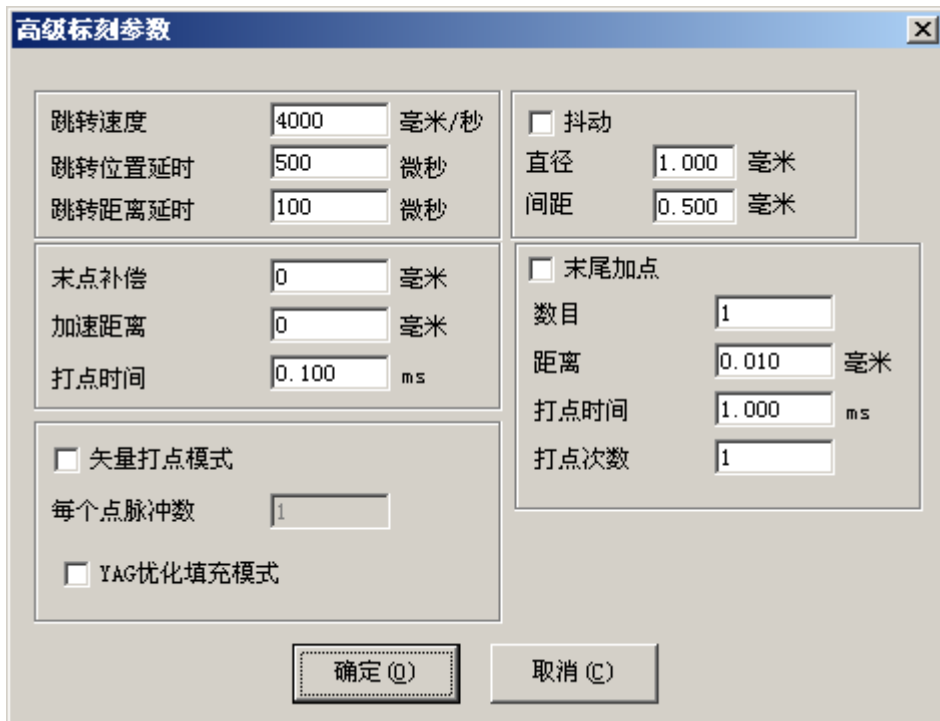 高级标刻参数
跳转速度 4000 毫米/秒
跳转位置延时 500 微秒
跳转距离延时 100 微秒
抖动
直径 1.000 毫米
间距 0.500 毫米
末点补偿 0 毫米
加速距离 0 毫米
打点时间 0.100 ms
末尾加点
数目 1
距离 0.010 毫米
打点时间 1.000 ms
打点次数 1
矢量打点模式
每个点脉冲数 1
YAG优化填充模式
确定(O) 取消(C)